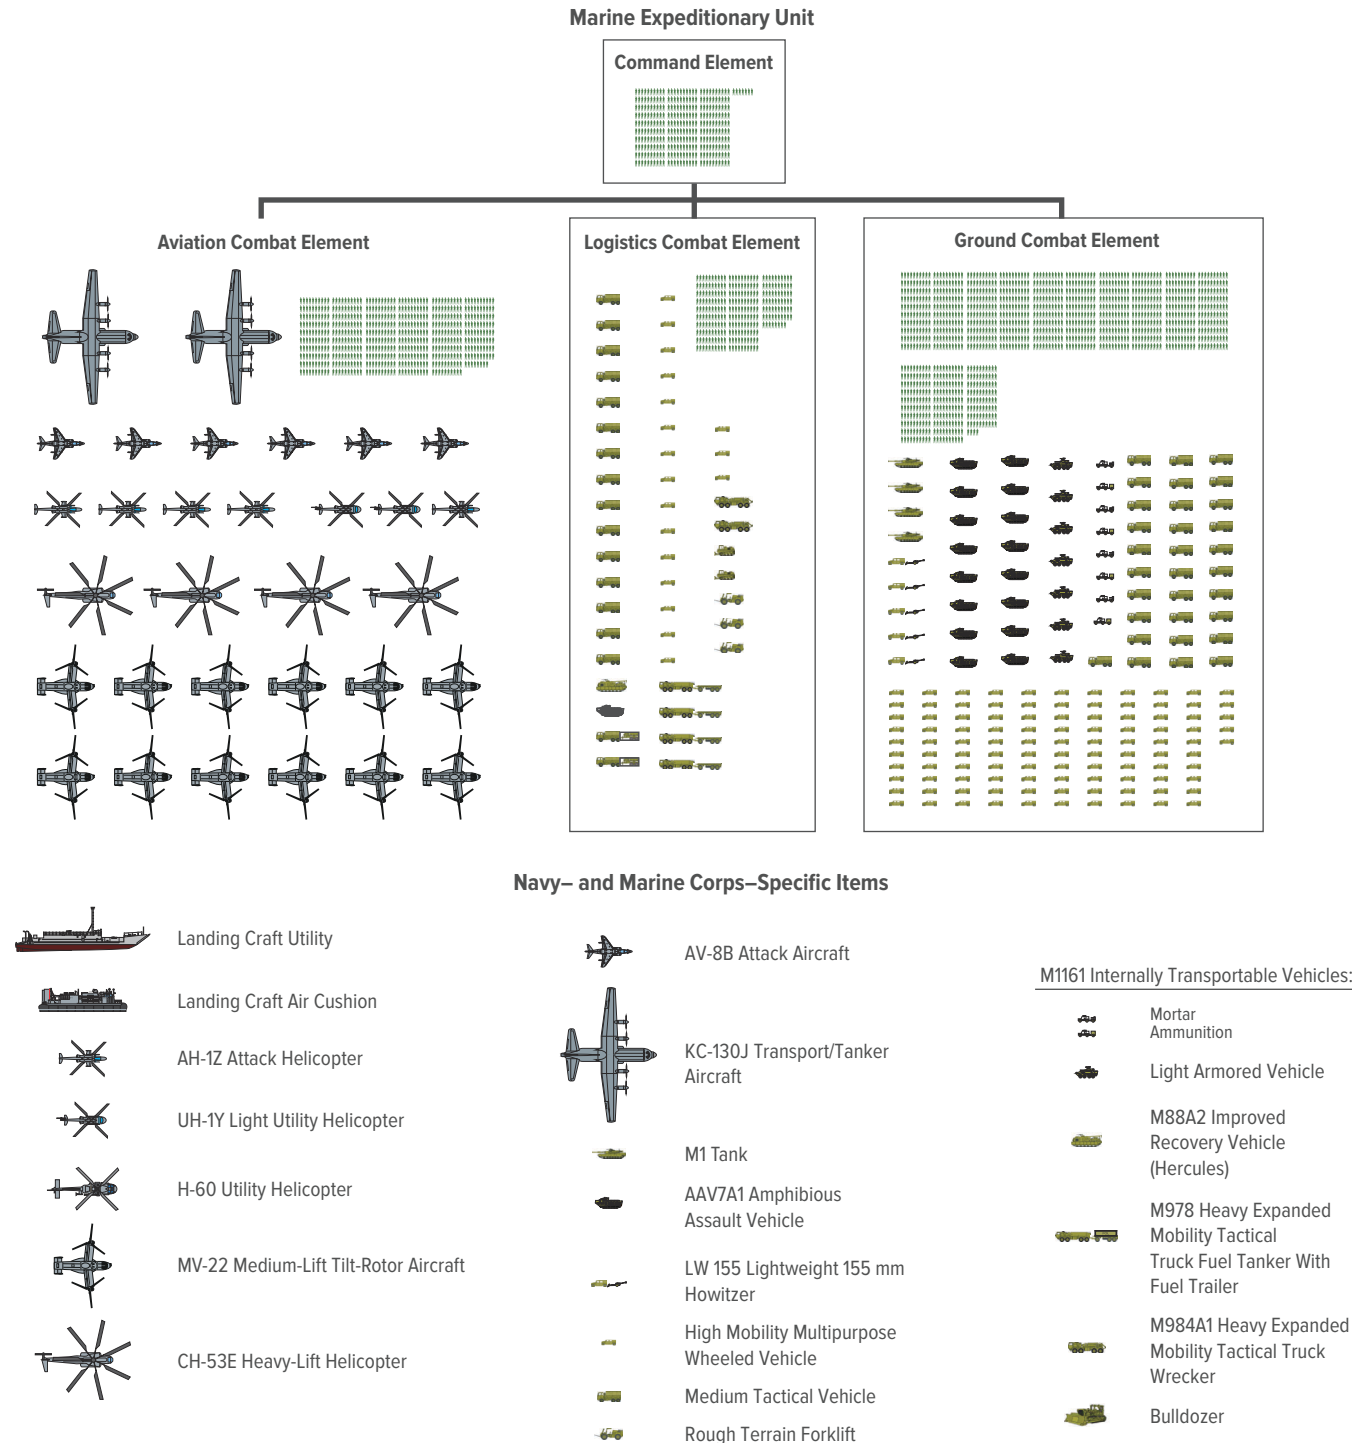 Marine Expeditionary Unit
Command Element
Aviation Combat Element
Logistics Combat Element
Ground Combat Element
Navy– and Marine Corps–Specific Items
Landing Craft Utility
Landing Craft Air Cushion
AH-1Z Attack Helicopter
UH-1Y Light Utility Helicopter
H-60 Utility Helicopter
MV-22 Medium-Lift Tilt-Rotor Aircraft
CH-53E Heavy-Lift Helicopter
AV-8B Attack Aircraft
KC-130J Transport/Tanker
Aircraft
M1 Tank
AAV7A1 Amphibious
Assault Vehicle
LW 155 Lightweight 155 mm
Howitzer
High Mobility Multipurpose
Wheeled Vehicle
Medium Tactical Vehicle
Rough Terrain Forklift
M1161 Internally Transportable Vehicles:
Mortar
Ammunition
Light Armored Vehicle
M88A2 Improved
Recovery Vehicle
(Hercules)
M978 Heavy Expanded
Mobility Tactical
Truck Fuel Tanker With
Fuel Trailer
M984A1 Heavy Expanded
Mobility Tactical Truck
Wrecker
Bulldozer